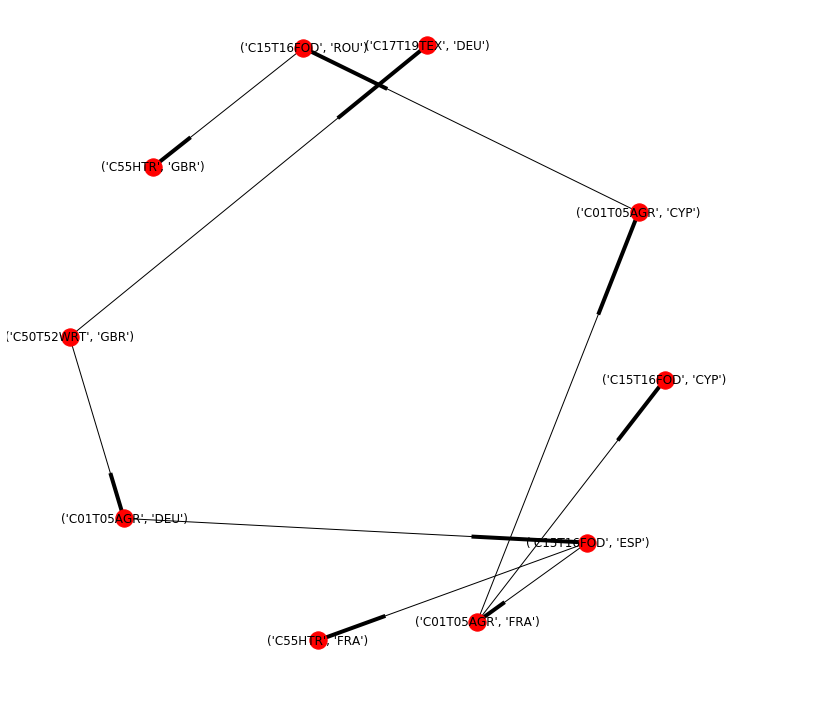 ('C15T16FOD', 'ROU')
('C17T19TEX', 'DEU')
('C55HTR', 'GBR')
('C01T05AGR', 'CYP')
('C50T52WRT', 'GBR')
('C15T16FOD', 'CYP')
('C01T05AGR', 'DEU')
('C15T16FOD', 'ESP')
('C01T05AGR', 'FRA')
('C55HTR', 'FRA')